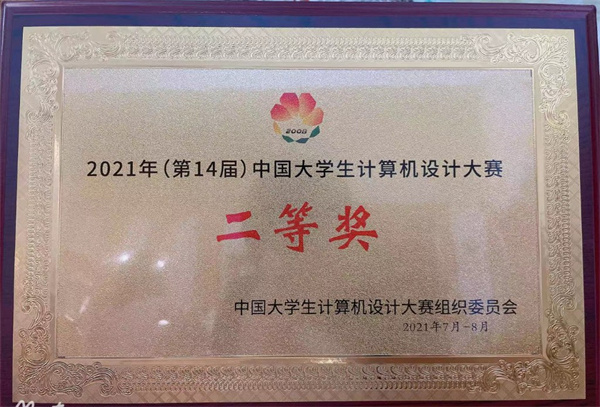 2008
2021年(第14届)中国大学生计算机设计大赛
二等奖
中国大学生计算机设计大赛组织委员会
2021年7月-8月